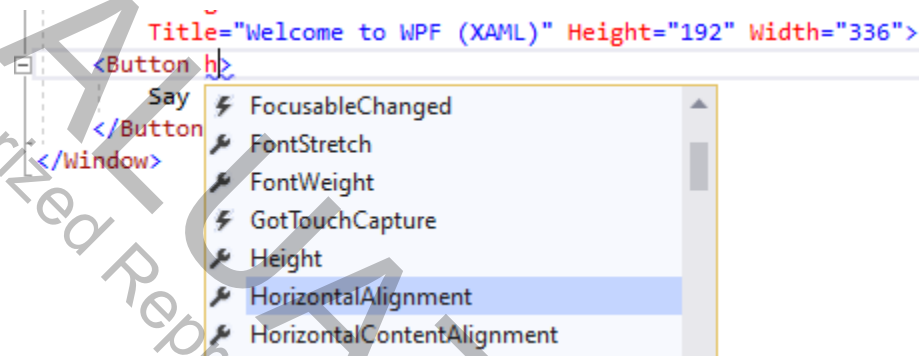 Title="Welcome to WPF (XAML)" Height="192" Width="336">
<Button h>
Say
</Button
</Window>
FocusableChanged
FontStretch
FontWeight
GotTouchCapture
Height
HorizontalAlignment
HorizontalContentAlignment